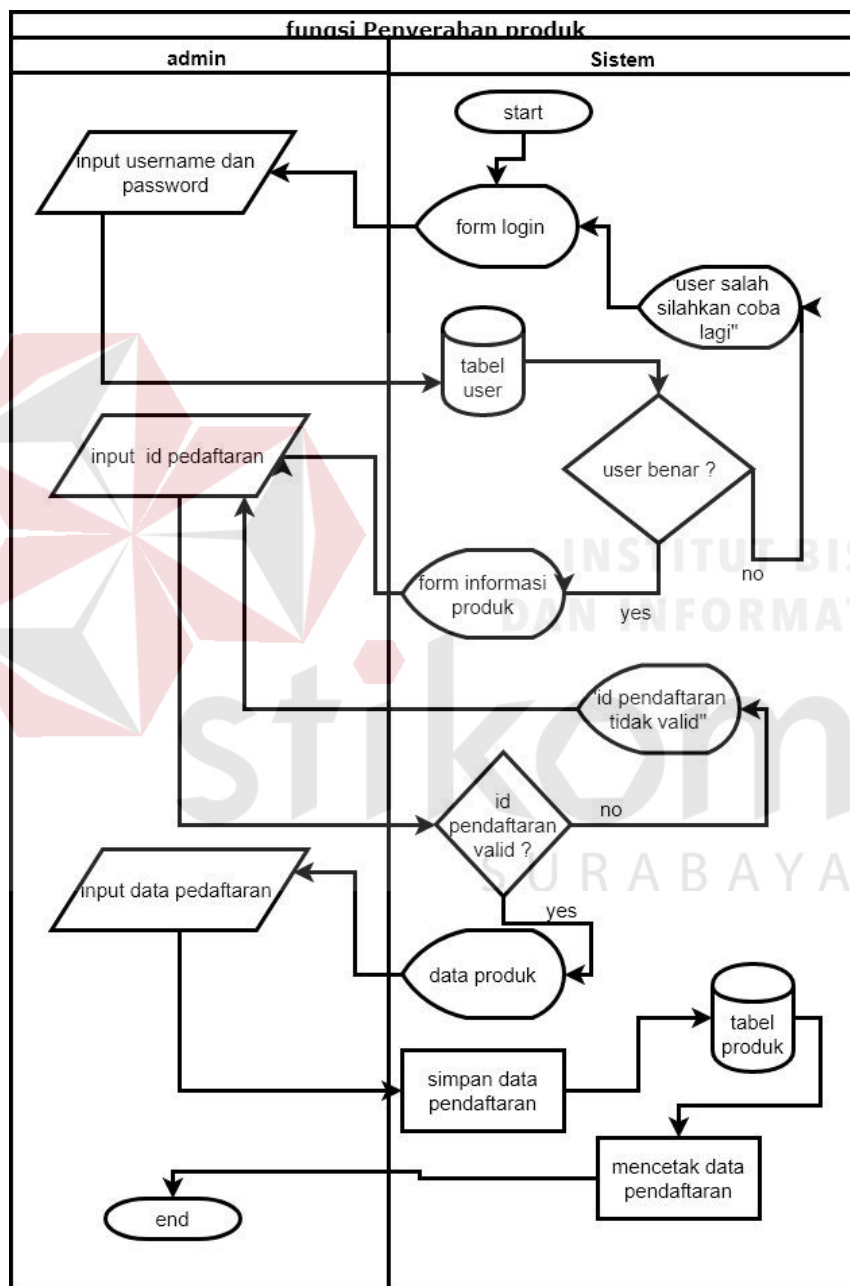 fungsi Penyerahan produk
admin
Sistem
start
input username dan
password
form login
"user salah
silahkan coba
lagi"
tabel
user
input id pedaftaran
user benar ?
INSTITUT BIS
no
form informasi
produk
yes
DAN INFORMAT
"id pendaftaran
tidak valid"
stikom
id
pendaftaran
valid ?
no
SURABAYA
input data pedaftaran
yes
data produk
tabel
produk
simpan data
pendaftaran
mencetak data
pendaftaran
end